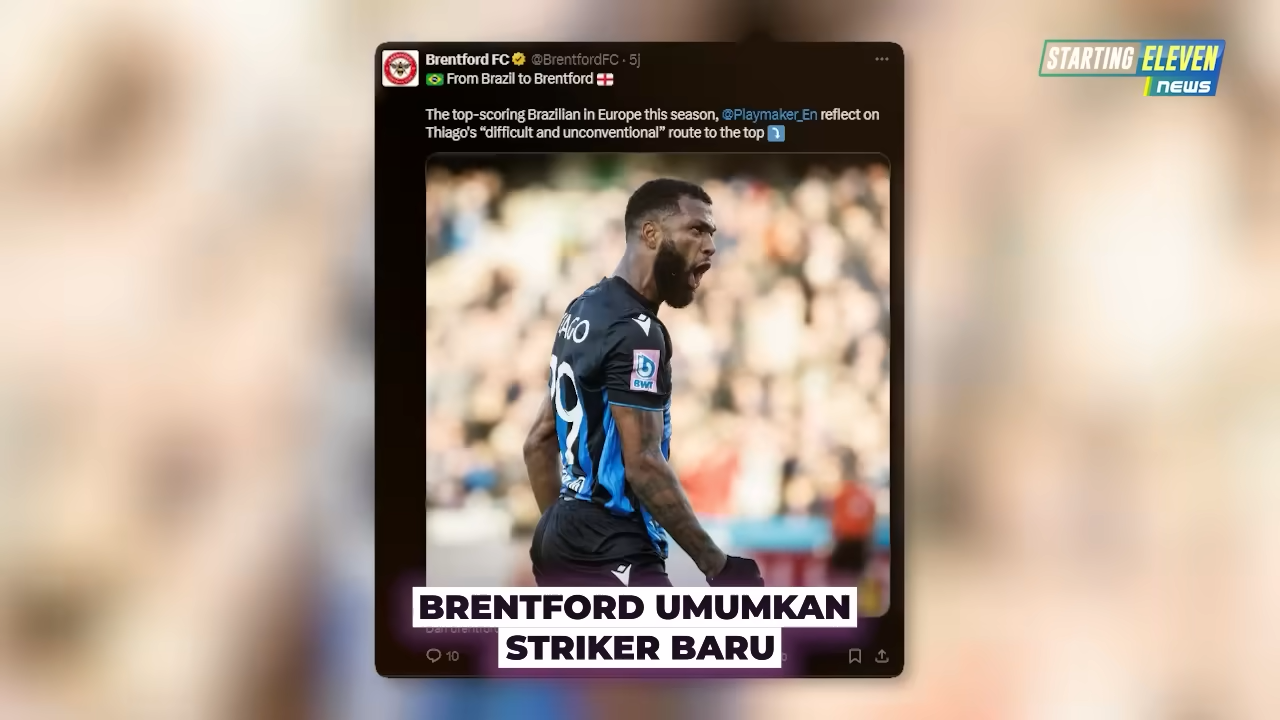 Brentford FC @BrentfordFC · 5j
From Brazil to Brentford
STARTING ELEVEN
NEWS
The top-scoring Brazilian in Europe this season, @Playmaker_En reflect on
Thiago's “difficult and unconventional” route to the top
BWT
BRENTFORD UMUMKAN
STRIKER BARU
10